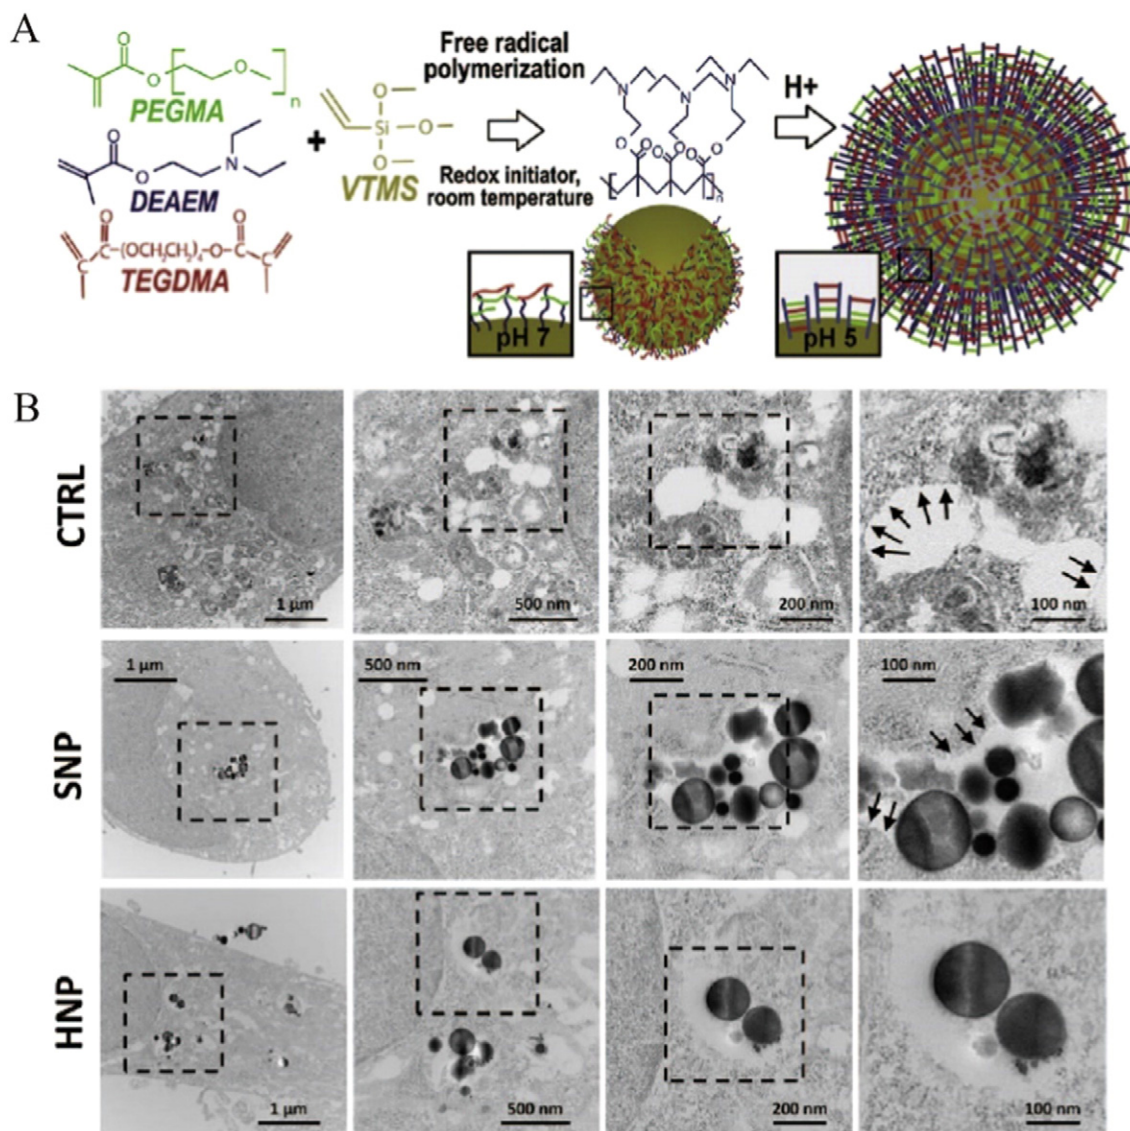 A
PEGMA
n
DEAEM
TEGDMA
+
VTMS
Free radical
polymerization
Redox initiator,
room temperature
H+
pH 7
pH 5
B
CTRL
1 μm
500 nm
200 nm
100 nm
SNP
1 μm
500 nm
200 nm
100 nm
HNP
1 μm
500 nm
200 nm
100 nm